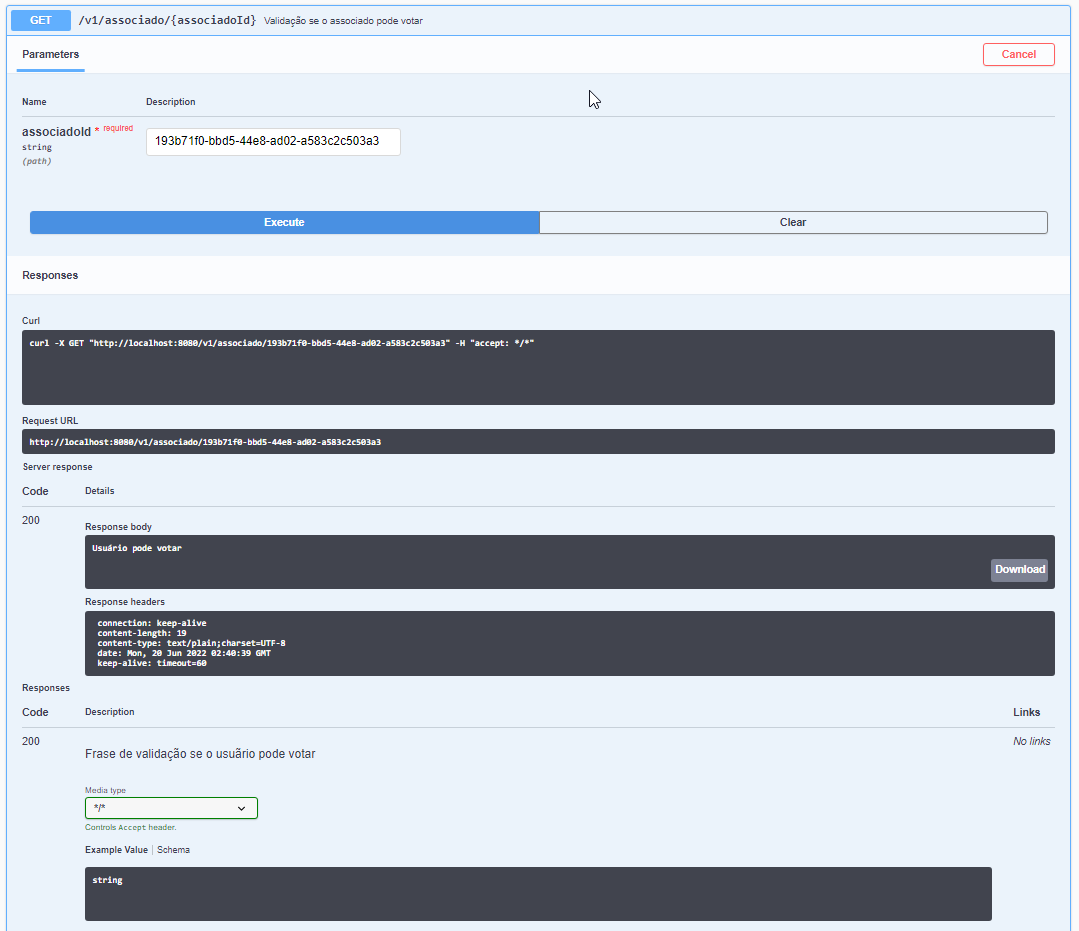 GET /v1/associado/{associadoId} Validação se o associado pode votar
Parameters
Cancel
Name Description
associadoId * required
string
(path)
193b71f0-bbd5-44e8-ad02-a583c2c503a3
Execute Clear
Responses
Curl
curl -X GET "http://localhost:8080/v1/associado/193b71f0-bbd5-44e8-ad02-a583c2c503a3" -H "accept: */*"
Request URL
http://localhost:8080/v1/associado/193b71f0-bbd5-44e8-ad02-a583c2c503a3
Server response
Code Details
200
Response body
Usuário pode votar
Download
Response headers
connection: keep-alive
content-length: 19
content-type: text/plain;charset=UTF-8
date: Mon, 20 Jun 2022 02:40:39 GMT
keep-alive: timeout=60
Responses
Code Description Links
200
Frase de validação se o usuãrio pode votar
No links
Media type
*/*
Controls Accept header.
Example Value Schema
string